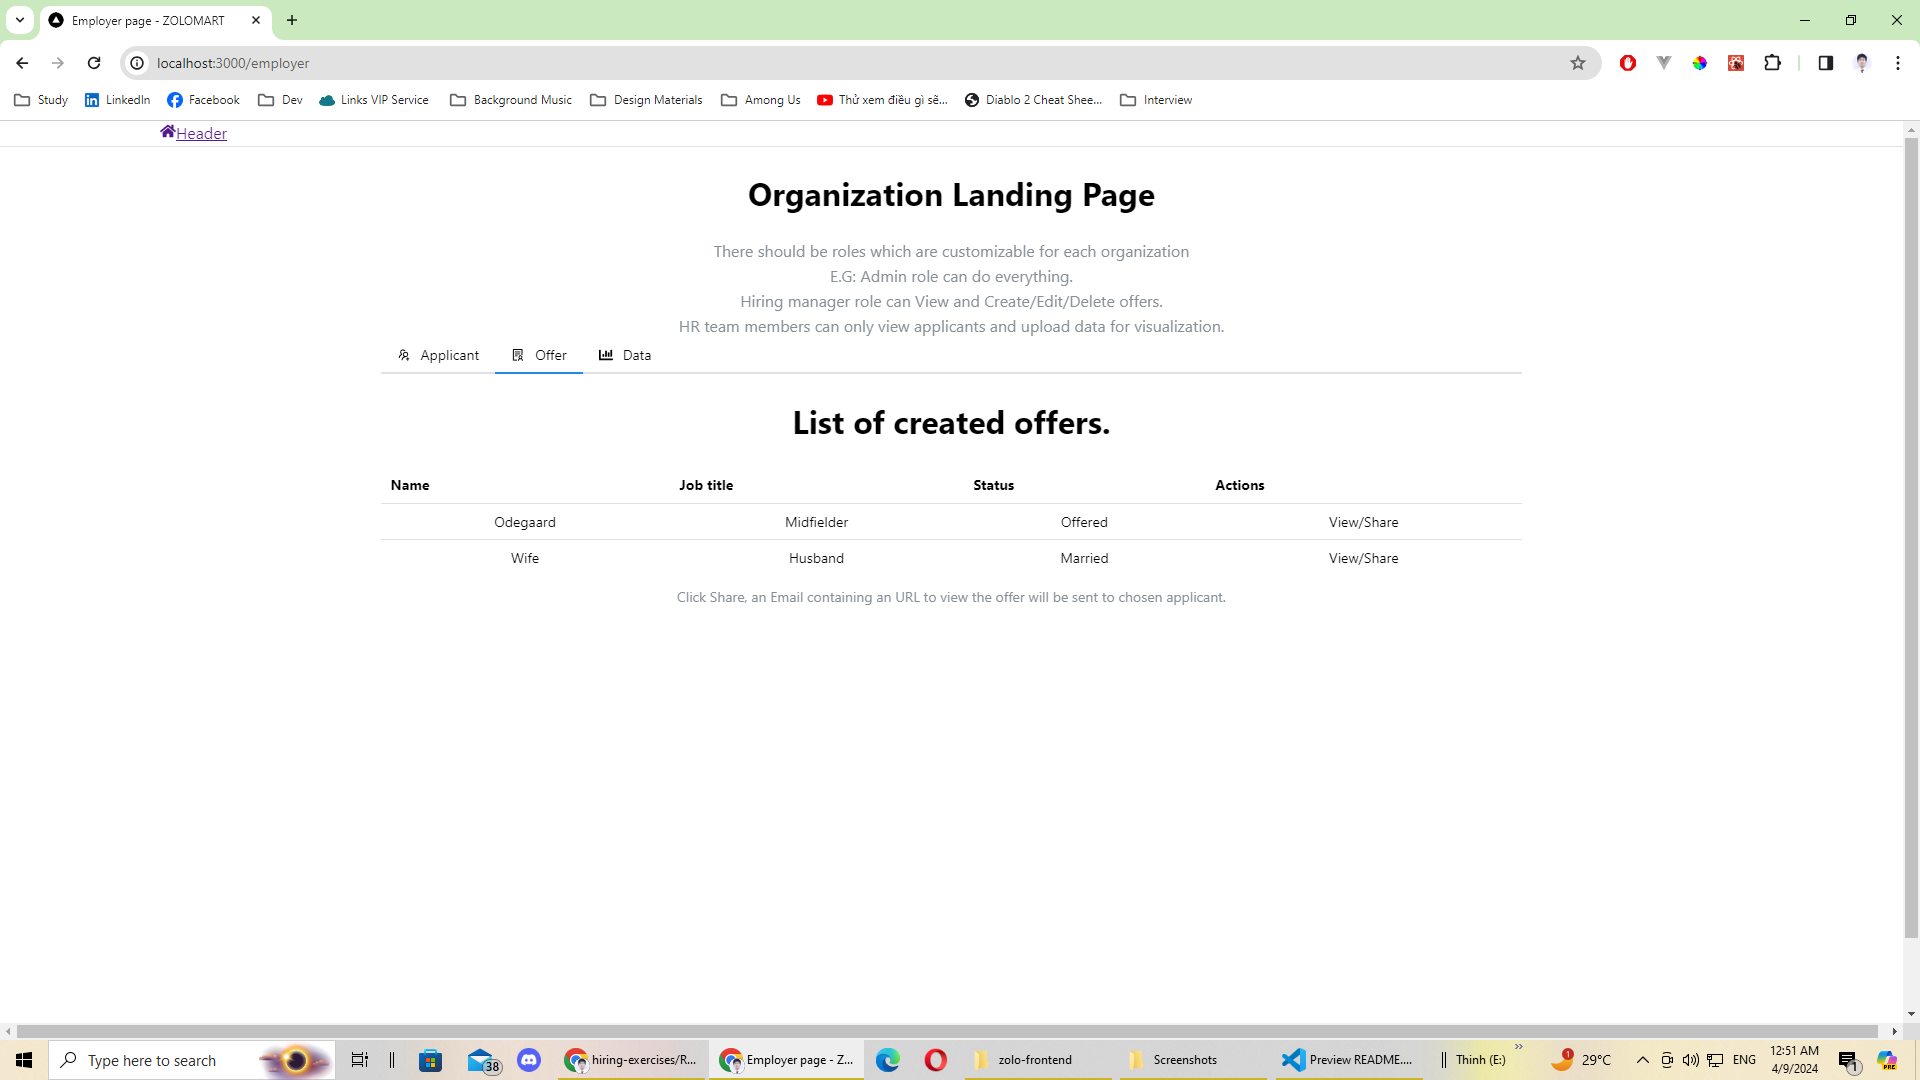 Employer page - ZOLOMART
localhost:3000/employer
Study LinkedIn Facebook Dev Links VIP Service Background Music Design Materials Among Us Thử xem điều gì sẽ... Diablo 2 Cheat Shee... Interview
Header
Organization Landing Page
There should be roles which are customizable for each organization
E.G: Admin role can do everything.
Hiring manager role can View and Create/Edit/Delete offers.
HR team members can only view applicants and upload data for visualization.
Applicant Offer Data
List of created offers.
Name Job title Status Actions
Odegaard Midfielder Offered View/Share
Wife Husband Married View/Share
Click Share, an Email containing an URL to view the offer will be sent to chosen applicant.
Type here to search 38 hiring-exercises/R... Employer page - Z... zolo-frontend Screenshots Preview README.... Thinh (E:) 1 29°C ENG 12:51 AM 1 PRE
4/9/2024